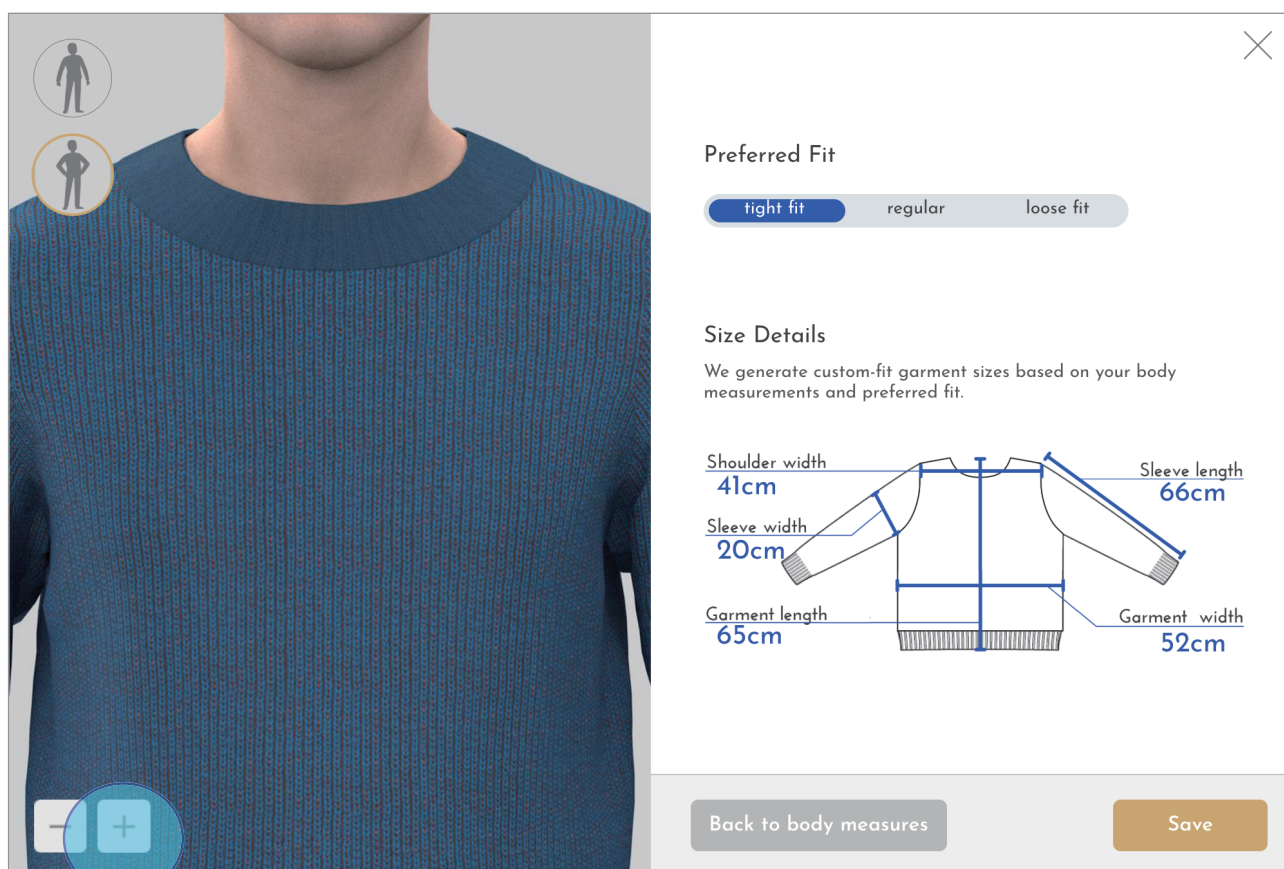 Preferred Fit
tight fit
regular
loose fit
Size Details
We generate custom-fit garment sizes based on your body
measurements and preferred fit.
Shoulder width
41cm
Sleeve length
66cm
Sleeve width
20cm
Garment length
65cm
Garment width
52cm
Back to body measures
Save